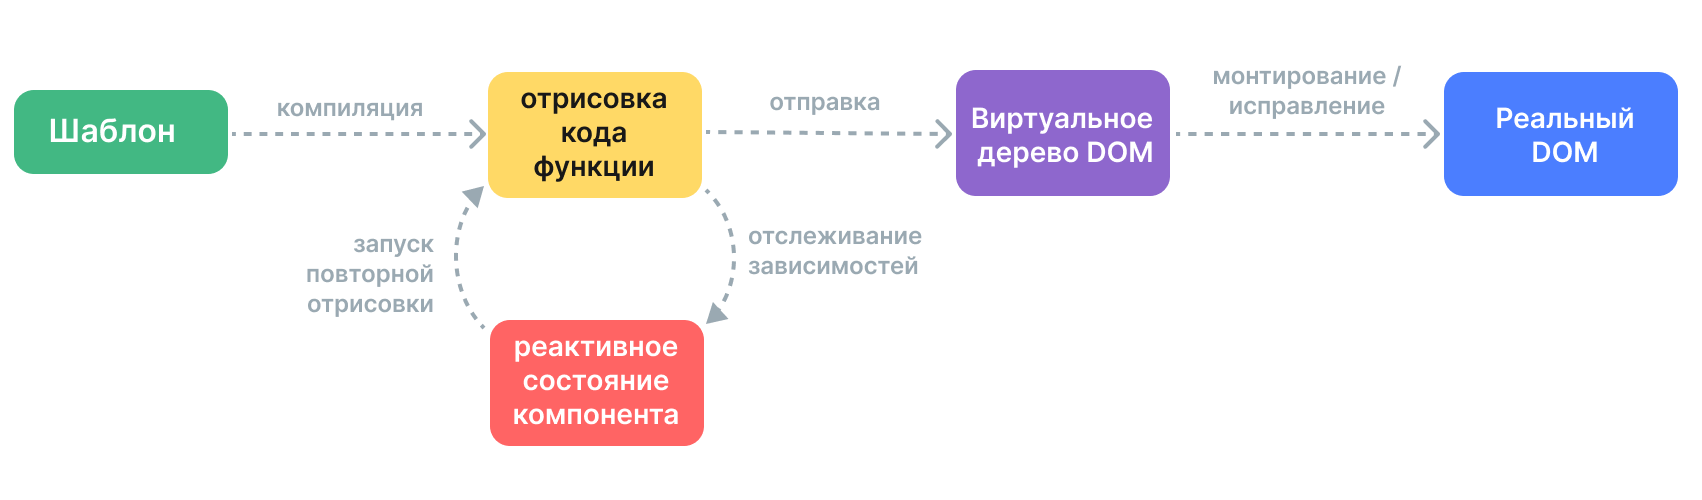 Шаблон
компиляция
отрисовка
кода
функции
отправка
Виртуальное
дерево DOM
монтирование /
исправление
Реальный
DOM
запуск
повторной
отрисовки
отслеживание
зависимостей
реактивное
состояние
компонента